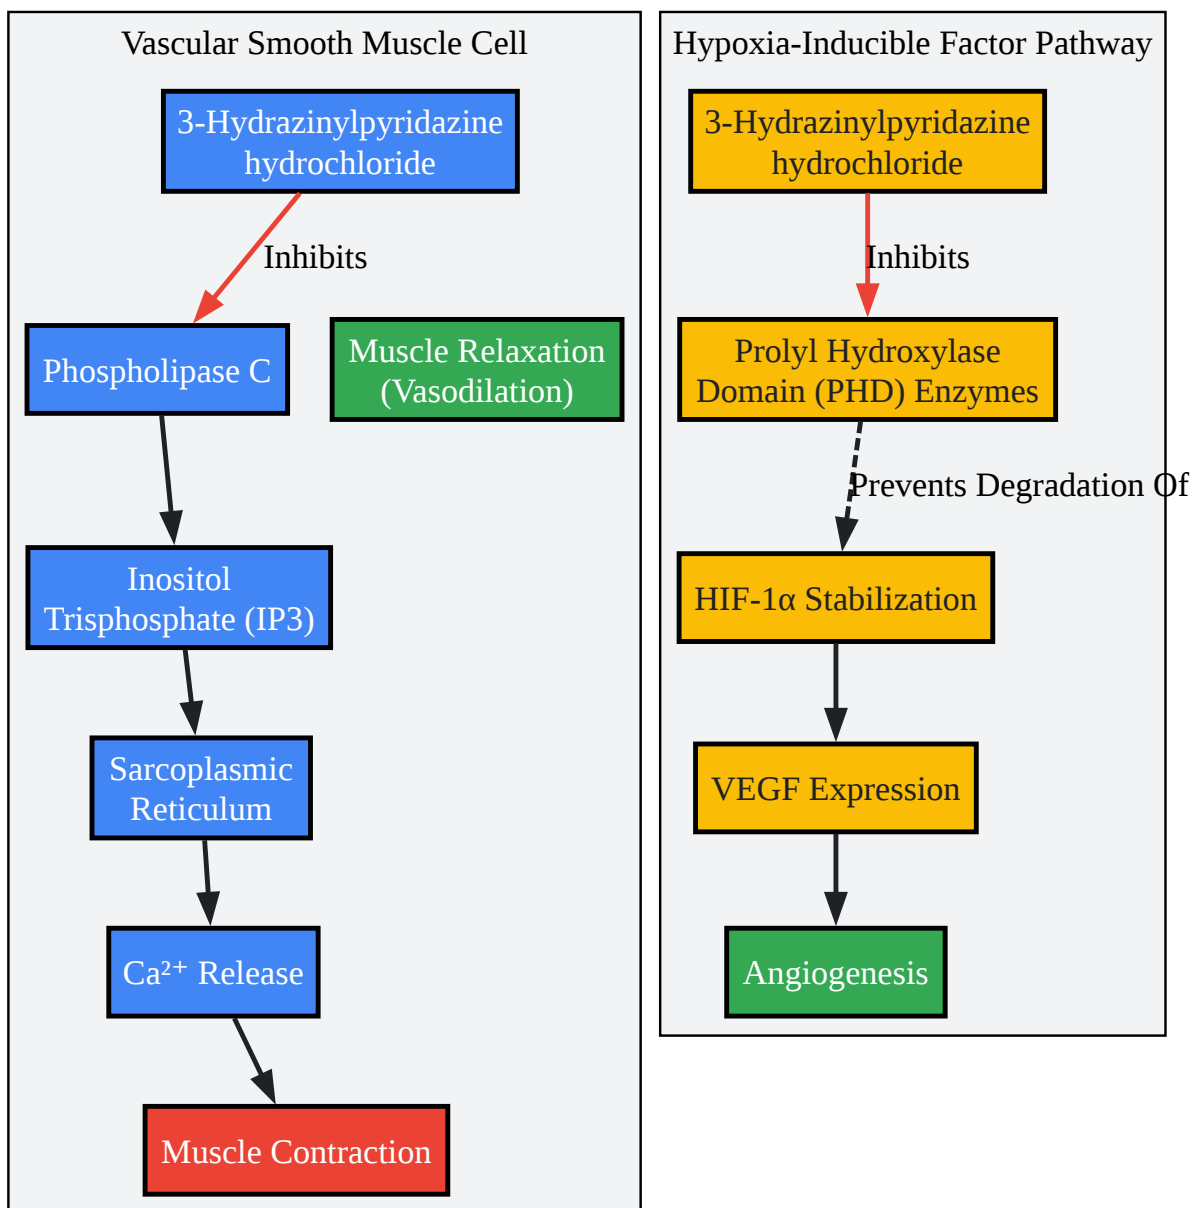 Vascular Smooth Muscle Cell
3-Hydrazinylpyridazine
hydrochloride
Inhibits
Phospholipase C
Muscle Relaxation
(Vasodilation)
Inositol
Trisphosphate (IP3)
Sarcoplasmic
Reticulum
Ca²⁺ Release
Muscle Contraction
Hypoxia-Inducible Factor Pathway
3-Hydrazinylpyridazine
hydrochloride
Inhibits
Prolyl Hydroxylase
Domain (PHD) Enzymes
Prevents Degradation Of
HIF-1α Stabilization
VEGF Expression
Angiogenesis